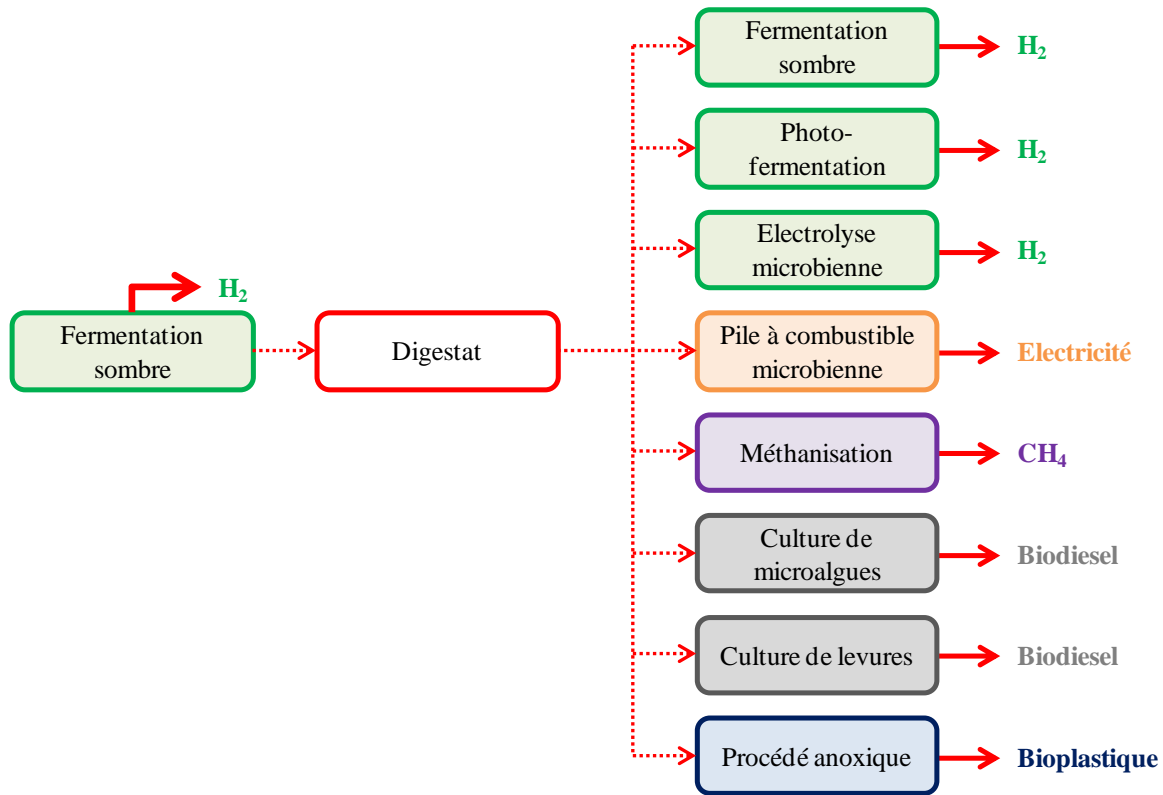 Fermentation
sombre
H₂
Photo-
fermentation
H₂
Electrolyse
microbienne
H₂
H₂
Fermentation
sombre
Digestat
Pile à combustible
microbienne
Electricité
Méthanisation
CH₄
Culture de
microalgues
Biodiesel
Culture de levures
Biodiesel
Procédé anoxique
Bioplastique